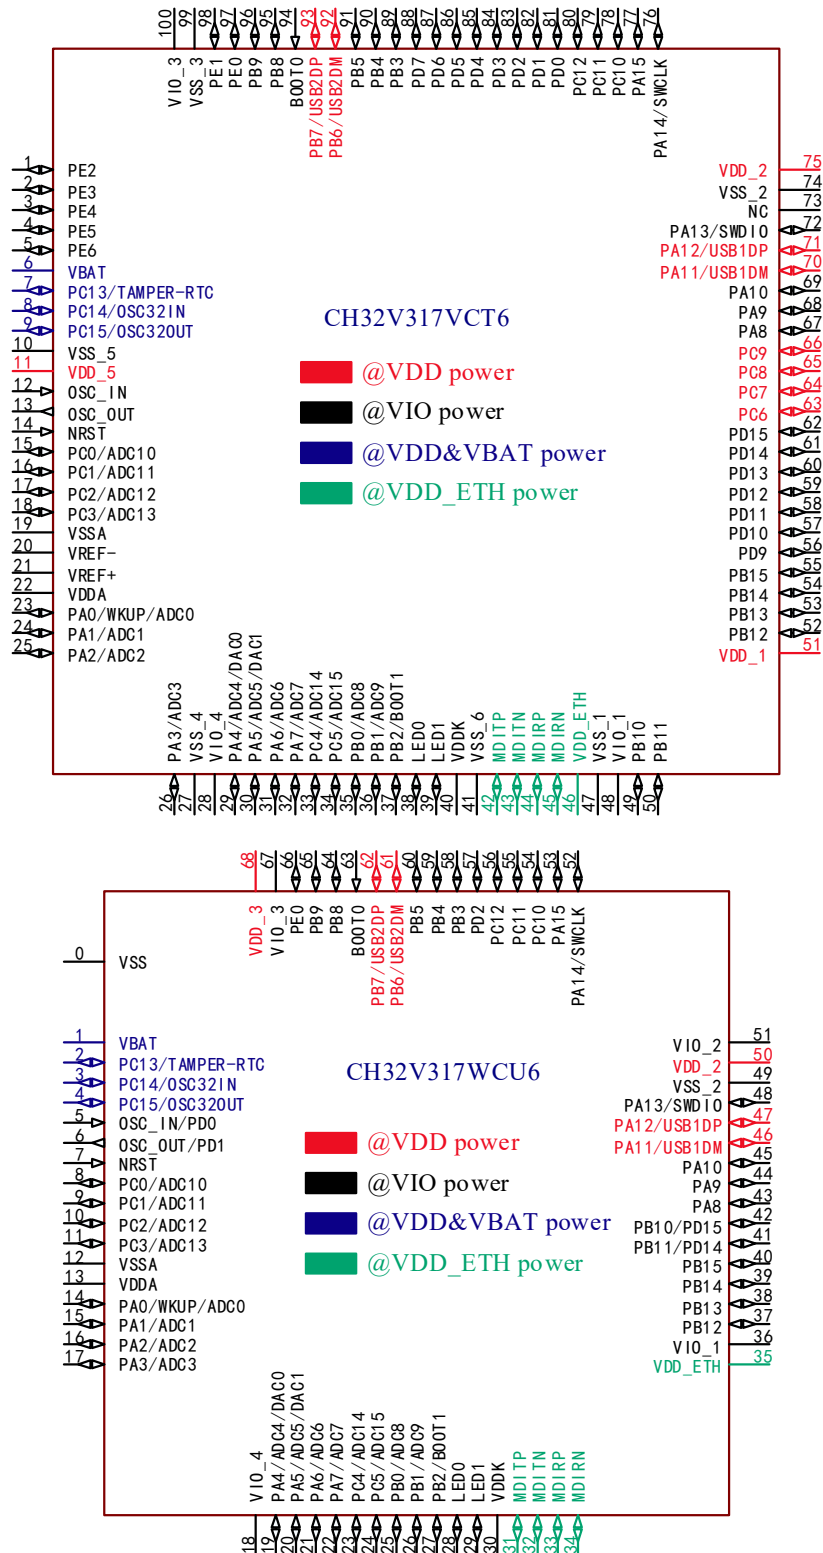 100 99 98 97 96 95 94 93 92 91 90 89 88 87 86 85 84 83 82 81 80 79 78 77 76
VIO_3
VSS_3
PE1
PE0
PB9
PB8
BOOT0
PB7/USB2DP
PB6/USB2DM
PB5
PB4
PB3
PD7
PD6
PD5
PD4
PD3
PD2
PD1
PD0
PC12
PC11
PC10
PA15
PA14/SWCLK
1 PE2
2 PE3
3 PE4
4 PE5
5 PE6
6 VBAT
7 PC13/TAMPER-RTC
8 PC14/OSC32IN
9 PC15/OSC32OUT
10 VSS_5
11 VDD_5
12 OSC_IN
13 OSC_OUT
14 NRST
15 PC0/ADC10
16 PC1/ADC11
17 PC2/ADC12
18 PC3/ADC13
19 VSSA
20 VREF-
21 VREF+
22 VDDA
23 PA0/WKUP/ADC0
24 PA1/ADC1
25 PA2/ADC2
CH32V317VCT6
@VDD power
@VIO power
@VDD&VBAT power
@VDD_ETH power
VDD_2 75
VSS_2 74
NC 73
PA13/SWDIO 72
PA12/USB1DP 71
PA11/USB1DM 70
PA10 69
PA9 68
PA8 67
PC9 66
PC8 65
PC7 64
PC6 63
PD15 62
PD14 61
PD13 60
PD12 59
PD11 58
PD10 57
PD9 56
PB15 55
PB14 54
PB13 53
PB12 52
VDD_1 51
PA3/ADC3
VSS_4
VIO_4
PA4/ADC4/DAC0
PA5/ADC5/DAC1
PA6/ADC6
PA7/ADC7
PC4/ADC14
PC5/ADC15
PB0/ADC8
PB1/ADC9
PB2/BOOT1
LED0
LED1
VDDK
VSS_6
MDITP
MDITN
MDIRP
MDIRN
VDD_ETH
VSS_1
VIO_1
PB10
PB11
26 27 28 29 30 31 32 33 34 35 36 37 38 39 40 41 42 43 44 45 46 47 48 49 50
68 67 66 65 64 63 62 61 60 59 58 57 56 55 54 53 52
VDD_3
VIO_3
PE0
PB9
PB8
BOOT0
PB7/USB2DP
PB6/USB2DM
PB5
PB4
PB3
PD2
PC12
PC11
PC10
PA15
PA14/SWCLK
0 VSS
1 VBAT
2 PC13/TAMPER-RTC
3 PC14/OSC32IN
4 PC15/OSC32OUT
5 OSC_IN/PD0
6 OSC_OUT/PD1
7 NRST
8 PC0/ADC10
9 PC1/ADC11
10 PC2/ADC12
11 PC3/ADC13
12 VSSA
13 VDDA
14 PA0/WKUP/ADC0
15 PA1/ADC1
16 PA2/ADC2
17 PA3/ADC3
CH32V317WCU6
@VDD power
@VIO power
@VDD&VBAT power
@VDD_ETH power
VIO_2 51
VDD_2 50
VSS_2 49
PA13/SWDIO 48
PA12/USB1DP 47
PA11/USB1DM 46
PA10 45
PA9 44
PA8 43
PB10/PD15 42
PB11/PD14 41
PB15 40
PB14 39
PB13 38
PB12 37
VIO_1 36
VDD_ETH 35
VIO_4
PA4/ADC4/DAC0
PA5/ADC5/DAC1
PA6/ADC6
PA7/ADC7
PC4/ADC14
PC5/ADC15
PB0/ADC8
PB1/ADC9
PB2/BOOT1
LED0
LED1
VDDK
MDITP
MDITN
MDIRP
MDIRN
18 19 20 21 22 23 24 25 26 27 28 29 30 31 32 33 34